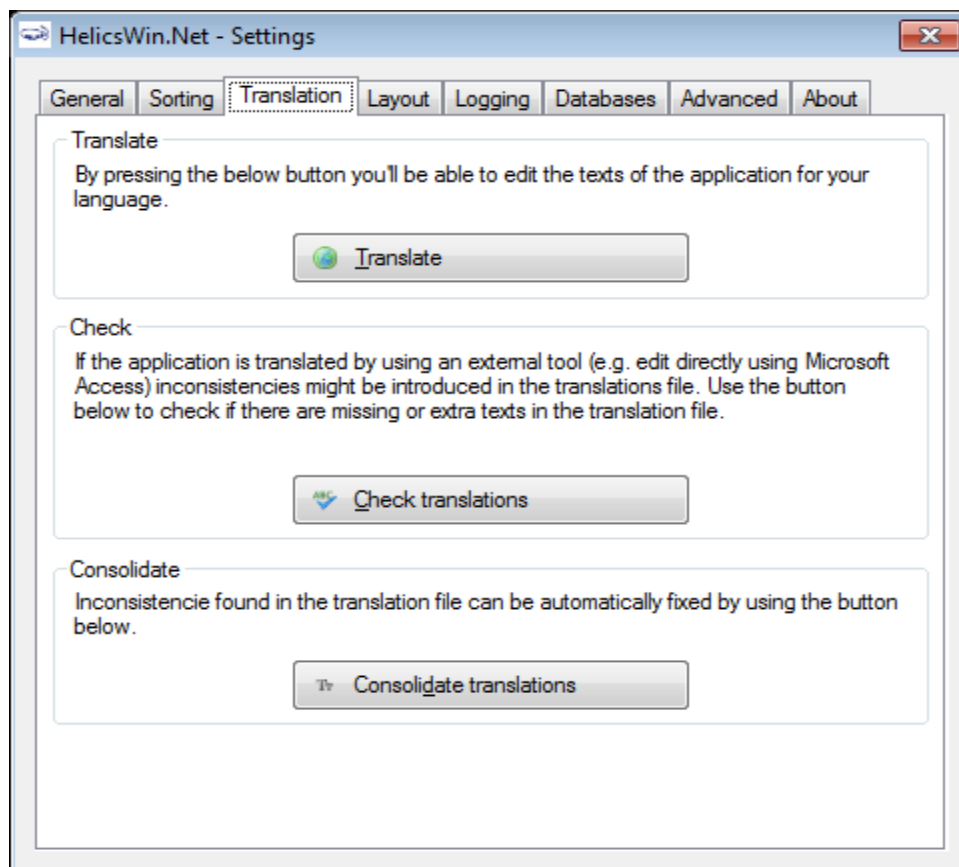 HelicsWin.Net - Settings
General Sorting Translation Layout Logging Databases Advanced About
Translate
By pressing the below button you'll be able to edit the texts of the application for your
language.
Translate
Check
If the application is translated by using an external tool (e.g. edit directly using Microsoft
Access) inconsistencies might be introduced in the translations file. Use the button
below to check if there are missing or extra texts in the translation file.
ABC Check translations
Consolidate
Inconsistencie found in the translation file can be automatically fixed by using the button
below.
Tr Consolidate translations